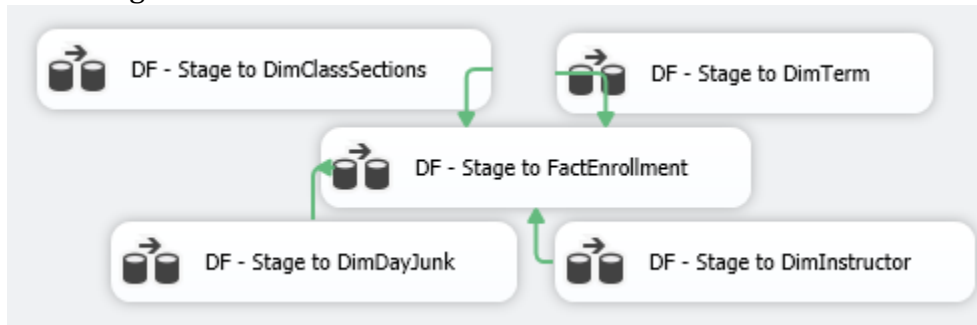 DF - Stage to DimClassSections
DF - Stage to DimTerm
DF - Stage to FactEnrollment
DF - Stage to DimDayJunk
DF - Stage to DimInstructor